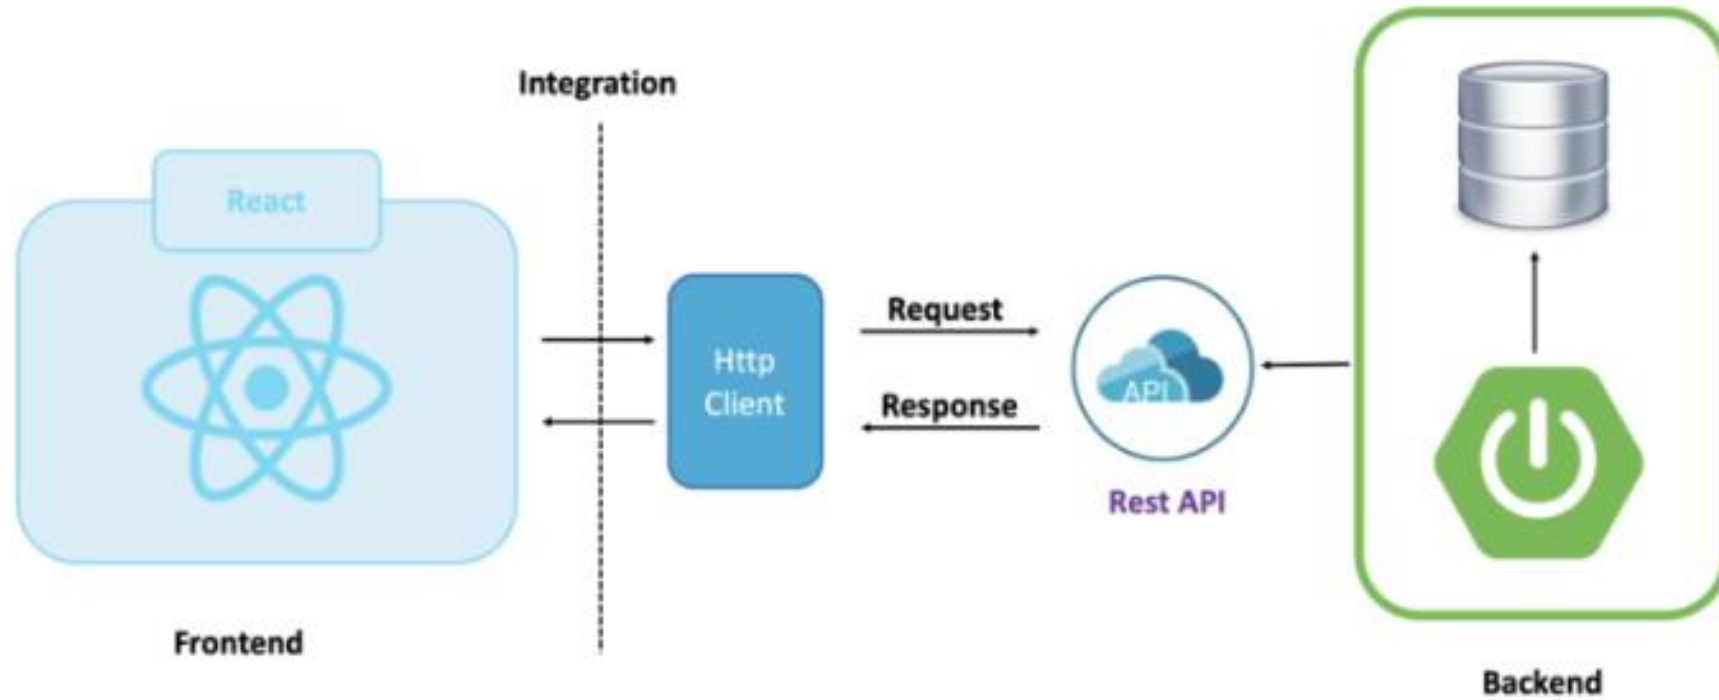 Integration
React
Http
Client
Request
Response
API
Rest API
Frontend
Backend